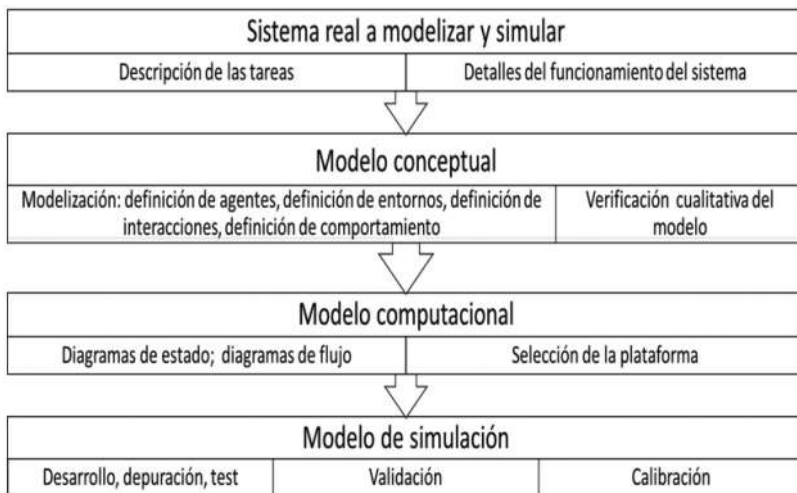 Sistema real a modelizar y simular
Descripción de las tareas
Detalles del funcionamiento del sistema
Modelo conceptual
Modelización: definición de agentes, definición de entornos, definición de
interacciones, definición de comportamiento
Verificación cualitativa del
modelo
Modelo computacional
Diagramas de estado; diagramas de flujo
Selección de la plataforma
Modelo de simulación
Desarrollo, depuración, test
Validación
Calibración